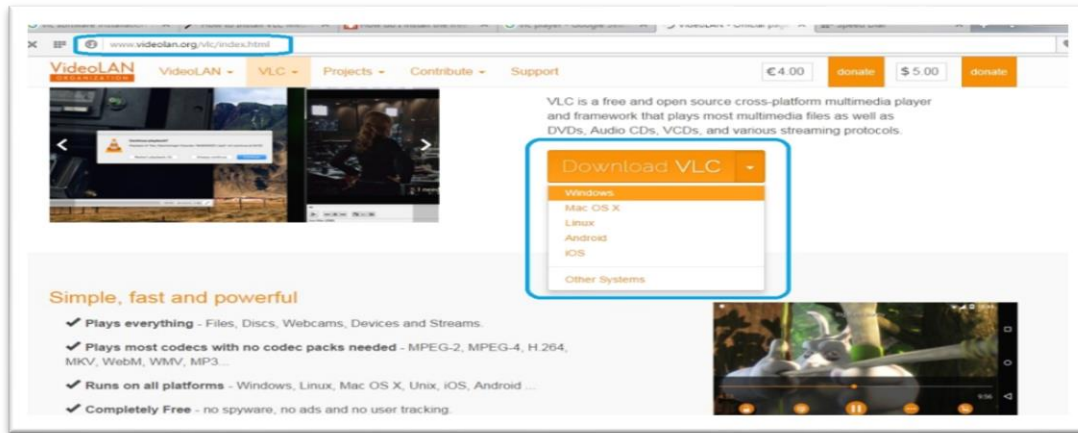 www.videolan.org/vlc/index.html
VideoLAN
ORGANIZATION
VideoLAN
VLC
Projects
Contribute
Support
€ 4.00
donate
$ 5.00
donate
VLC is a free and open source cross-platform multimedia player
and framework that plays most multimedia files as well as
DVDs, Audio CDs, VCDs, and various streaming protocols.
Download VLC
Windows
Mac OS X
Linux
Android
iOS
Other Systems
Simple, fast and powerful
✔ Plays everything - Files, Discs, Webcams, Devices and Streams.
✔ Plays most codecs with no codec packs needed - MPEG-2, MPEG-4, H.264,
MKV, WebM, WMV, MP3...
✔ Runs on all platforms - Windows, Linux, Mac OS X, Unix, iOS, Android ...
✔ Completely Free - no spyware, no ads and no user tracking.
9:56